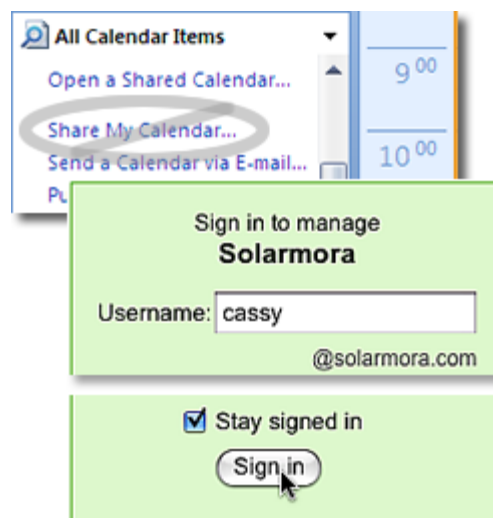 All Calendar Items
Open a Shared Calendar...
9 00
Share My Calendar...
Send a Calendar via E-mail...
10 00
Sign in to manage
Solarmora
Username: cassy
@solarmora.com
Stay signed in
Sign in